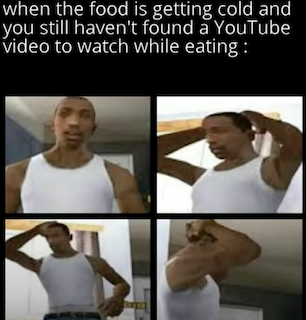 when the food is getting cold and
you still haven't found a YouTube
video to watch while eating :